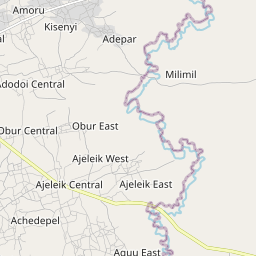 Amoru
Kisenyi
Adepar
Milimil
Adodoi Central
Obur East
Obur Central
Ajeleik West
Ajeleik Central
Ajeleik East
Achedepel
Aguu East